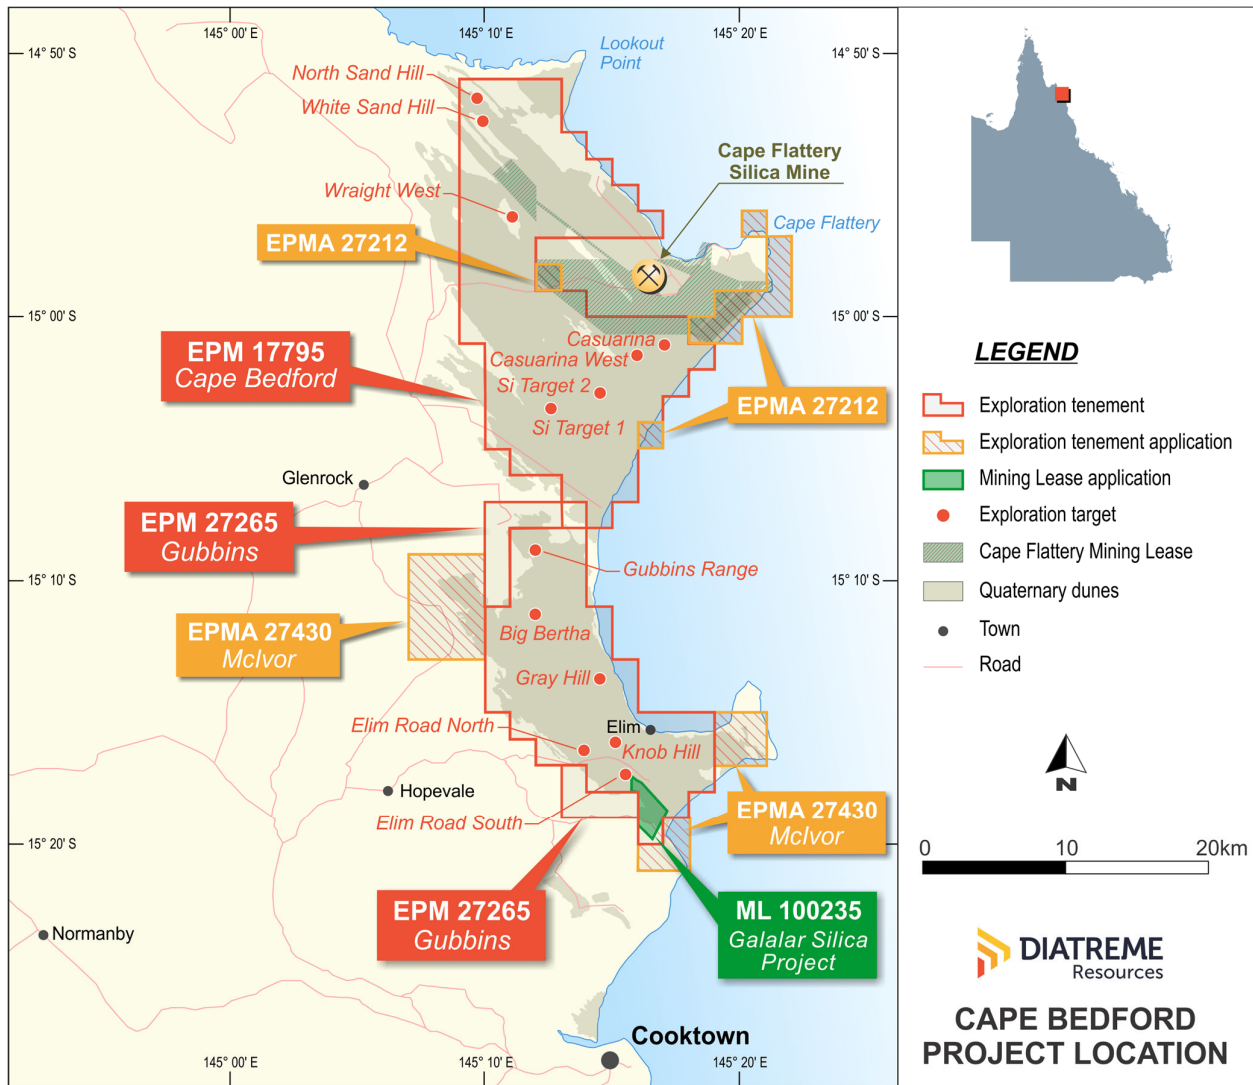 145° 00' E
145° 10' E
145° 20' E
14° 50' S
14° 50' S
Lookout
Point
North Sand Hill
White Sand Hill
Cape Flattery
Silica Mine
Wraight West
Cape Flattery
EPMA 27212
15° 00' S
15° 00' S
Casuarina
Casuarina West
EPM 17795
Cape Bedford
Si Target 2
EPMA 27212
Si Target 1
Glenrock
EPM 27265
Gubbins
Gubbins Range
15° 10' S
15° 10' S
EPMA 27430
McIvor
Big Bertha
Gray Hill
Elim Road North
Elim
Knob Hill
Hopevale
Elim Road South
EPMA 27430
McIvor
15° 20' S
15° 20' S
EPM 27265
Gubbins
ML 100235
Galalar Silica
Project
Normanby
Cooktown
145° 00' E
145° 10' E
145° 20' E
LEGEND
Exploration tenement
Exploration tenement application
Mining Lease application
Exploration target
Cape Flattery Mining Lease
Quaternary dunes
Town
Road
N
0 10 20km
DIATREME
Resources
CAPE BEDFORD
PROJECT LOCATION